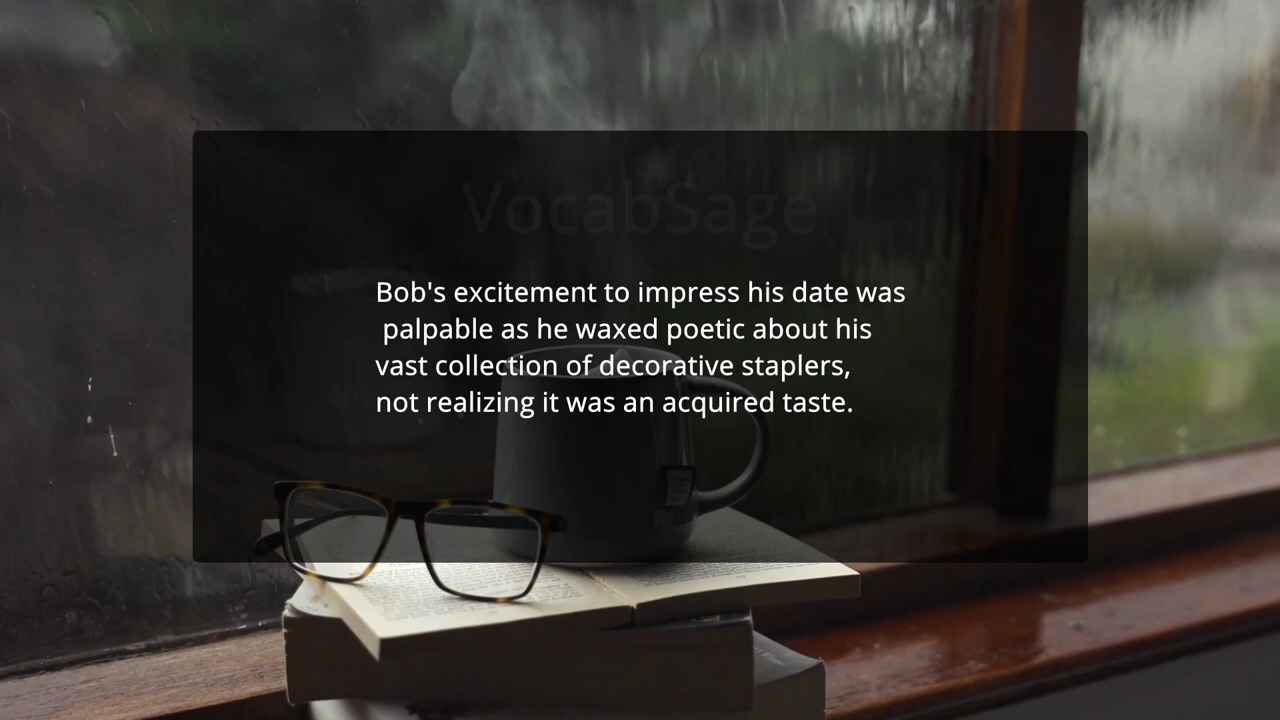 VocabSage
Bob's excitement to impress his date was
palpable as he waxed poetic about his
vast collection of decorative staplers,
not realizing it was an acquired taste.